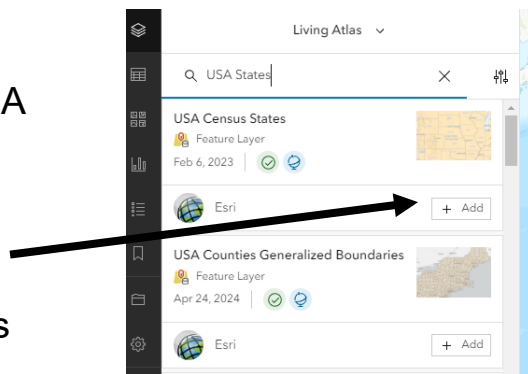 Living Atlas
USA States
A
USA Census States
Feature Layer
Feb 6, 2023
Esri
+ Add
USA Counties Generalized Boundaries
Feature Layer
Apr 24, 2024
s
Esri
+ Add